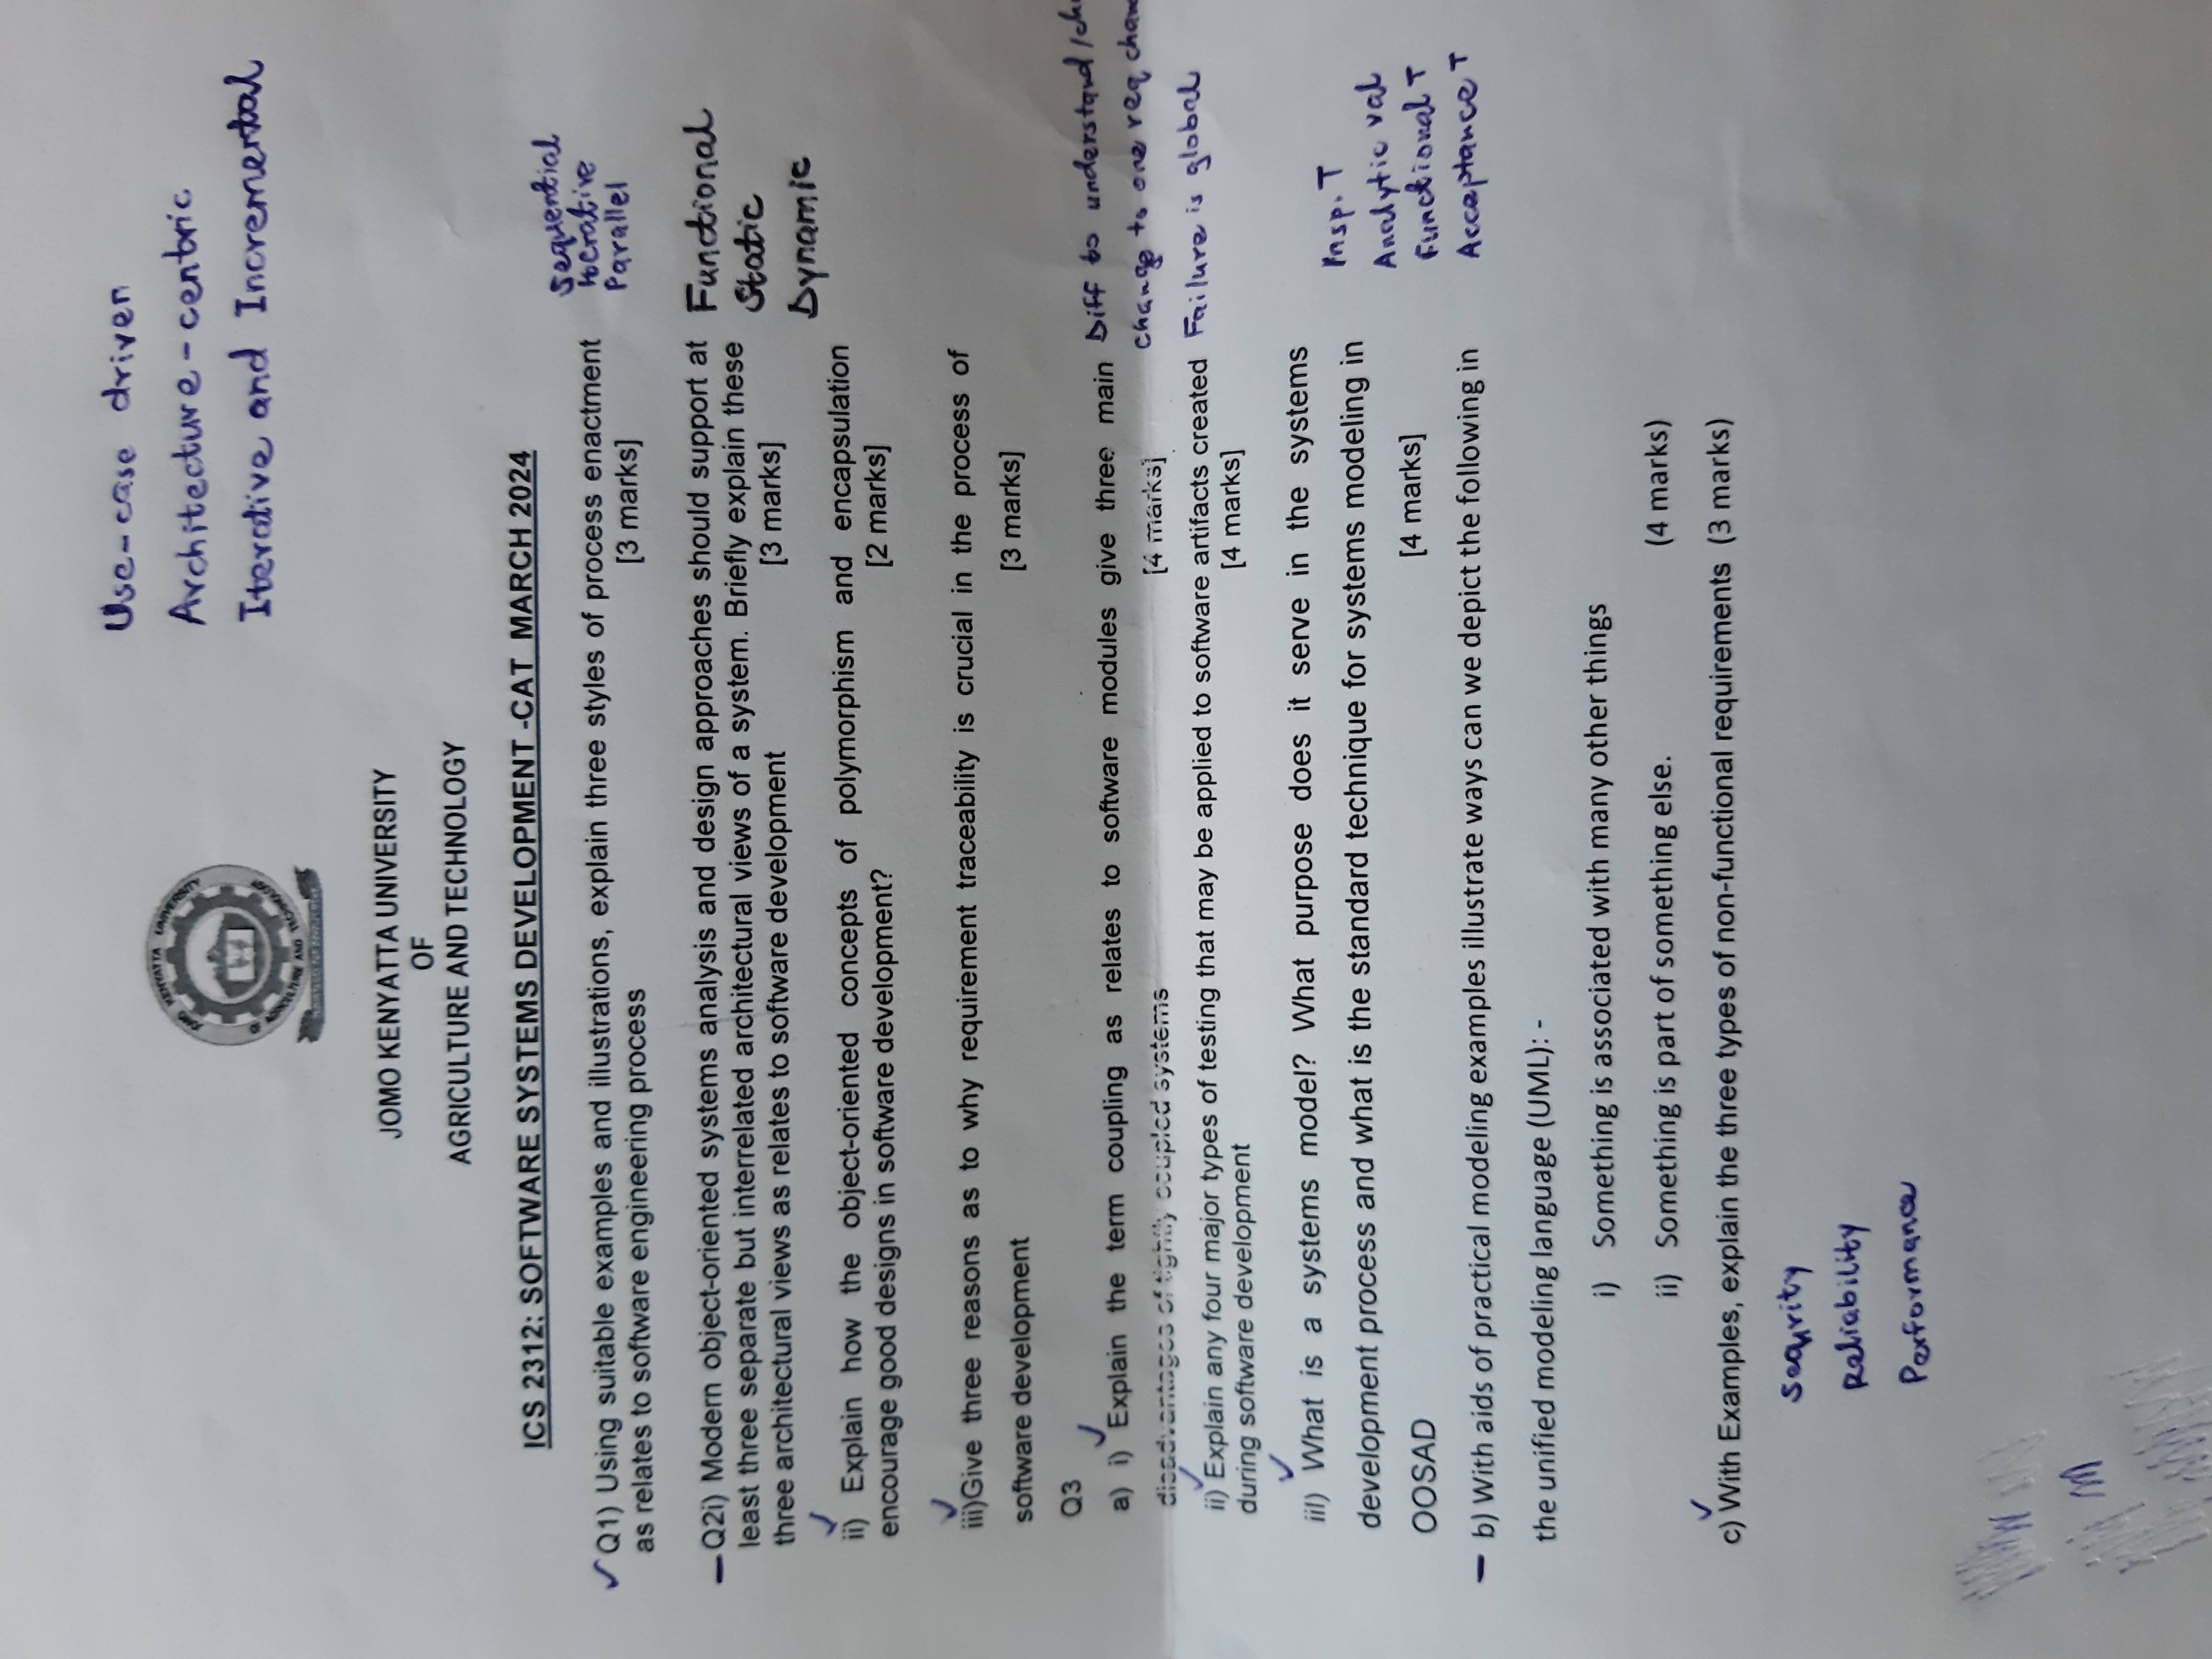 Use-case driven
Architecture-centric
Iterative and Incremental
JOMO KENYATTA UNIVERSITY
OF AGRICULTURE AND TECHNOLOGY
JOMO KENYATTA UNIVERSITY
OF
AGRICULTURE AND TECHNOLOGY
ICS 2312: SOFTWARE SYSTEMS DEVELOPMENT -CAT MARCH 2024
Sequential
Iterative
Parallel
Q1) Using suitable examples and illustrations, explain three styles of process enactment
as relates to software engineering process [3 marks]
Q2i) Modern object-oriented systems analysis and design approaches should support at
least three separate but interrelated architectural views of a system. Briefly explain these
three architectural views as relates to software development [3 marks]
Functional
Static
Dynamic
ii) Explain how the object-oriented concepts of polymorphism and encapsulation
encourage good designs in software development? [2 marks]
iii)Give three reasons as to why requirement traceability is crucial in the process of
software development [3 marks]
Q3
a) i) Explain the term coupling as relates to software modules give three main
disadvantages of tightly coupled systems [4 marks]
Diff to understand /
change to one req
Failure is global
ii) Explain any four major types of testing that may be applied to software artifacts created
during software development [4 marks]
iii) What is a systems model? What purpose does it serve in the systems
development process and what is the standard technique for systems modeling in
OOSAD [4 marks]
Insp. T
Analytic val
Functional T
Acceptance T
b) With aids of practical modeling examples illustrate ways can we depict the following in
the unified modeling language (UML): -
i) Something is associated with many other things
ii) Something is part of something else. (4 marks)
c) With Examples, explain the three types of non-functional requirements (3 marks)
Security
Reliability
Performance